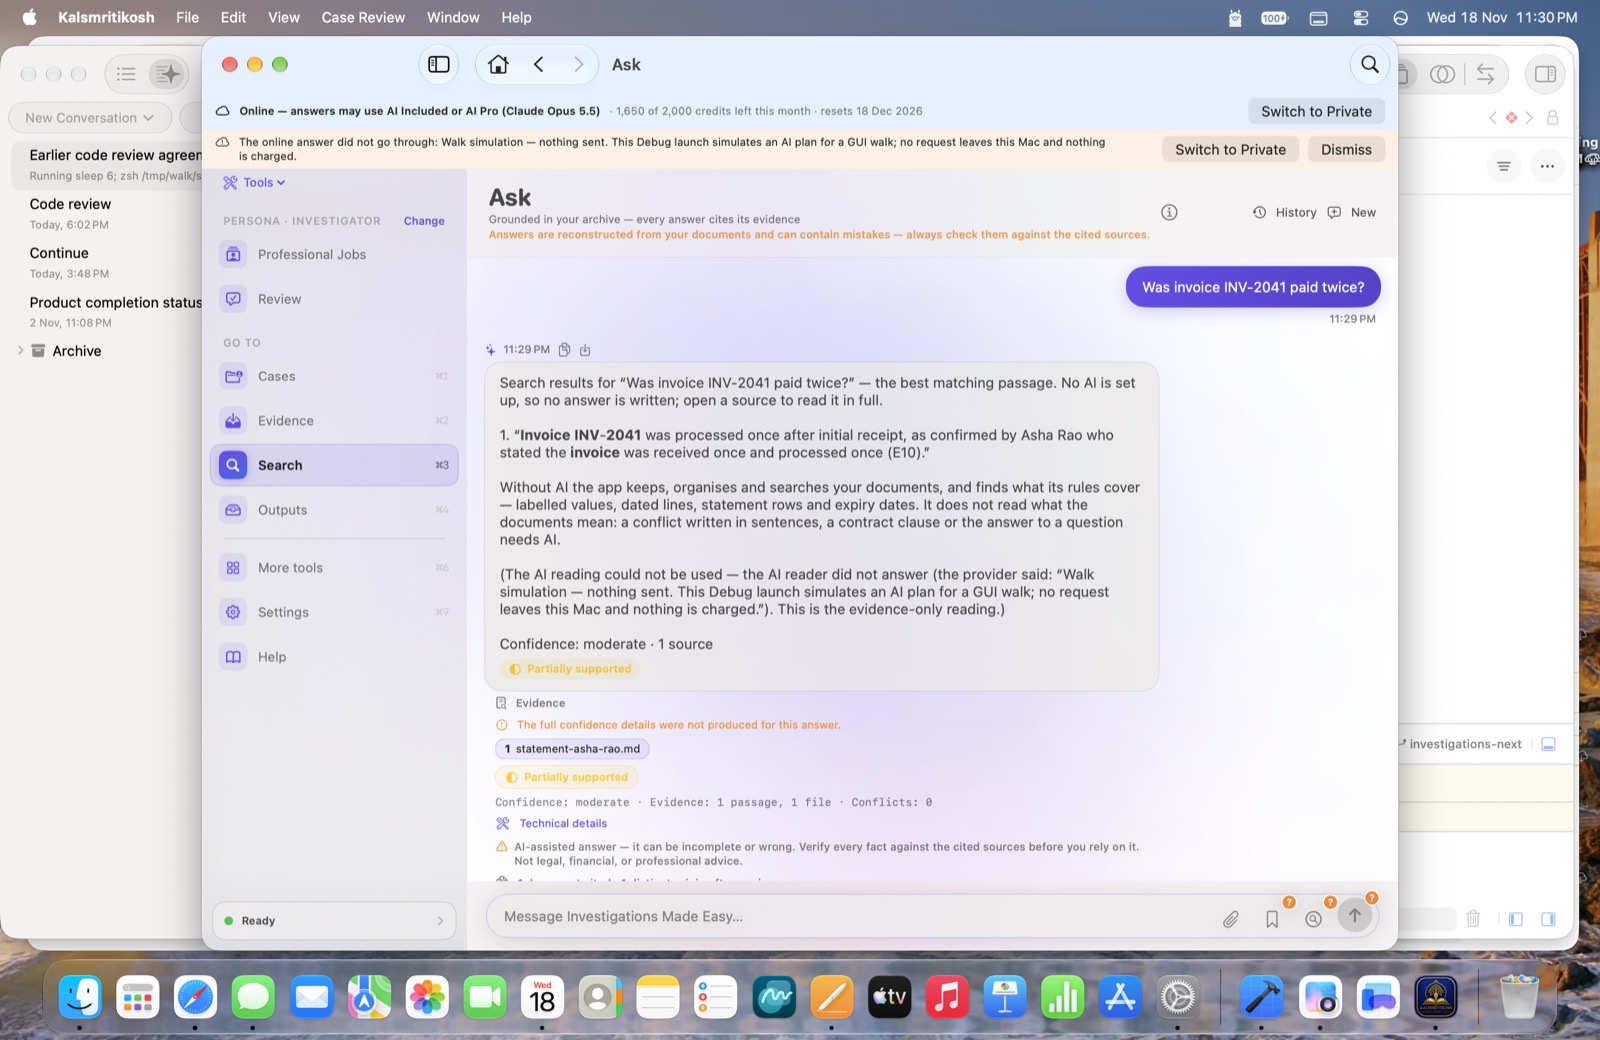 Kalsmritikosh File Edit View Case Review Window Help
100
Wed 18 Nov 11:30 PM
Ask
New Conversation
Online — answers may use AI Included or AI Pro (Claude Opus 5.5) · 1,650 of 2,000 credits left this month · resets 18 Dec 2026
Switch to Private
The online answer did not go through: Walk simulation — nothing sent. This Debug launch simulates an AI plan for a GUI walk; no request leaves this Mac and nothing
is charged.
Switch to Private
Dismiss
Earlier code review agreen
Running sleep 6; zsh /tmp/walk/s
Code review
Today, 6:02 PM
Continue
Today, 3:48 PM
Product completion status
2 Nov, 11:08 PM
Archive
Tools
PERSONA · INVESTIGATOR
Change
Professional Jobs
Review
GO TO
Cases ⌘1
Evidence ⌘2
Search ⌘3
Outputs ⌘4
More tools ⌘6
Settings ⌘9
Help
Ready
Ask
Grounded in your archive — every answer cites its evidence
Answers are reconstructed from your documents and can contain mistakes — always check them against the cited sources.
History
New
Was invoice INV-2041 paid twice?
11:29 PM
11:29 PM
Search results for “Was invoice INV-2041 paid twice?” — the best matching passage. No AI is set
up, so no answer is written; open a source to read it in full.
1. “Invoice INV-2041 was processed once after initial receipt, as confirmed by Asha Rao who
stated the invoice was received once and processed once (E10).”
Without AI the app keeps, organises and searches your documents, and finds what its rules cover
— labelled values, dated lines, statement rows and expiry dates. It does not read what the
documents mean: a conflict written in sentences, a contract clause or the answer to a question
needs AI.
(The AI reading could not be used — the AI reader did not answer (the provider said: “Walk
simulation — nothing sent. This Debug launch simulates an AI plan for a GUI walk; no request
leaves this Mac and nothing is charged.”). This is the evidence-only reading.)
Confidence: moderate · 1 source
Partially supported
Evidence
The full confidence details were not produced for this answer.
1 statement-asha-rao.md
Partially supported
Confidence: moderate · Evidence: 1 passage, 1 file · Conflicts: 0
Technical details
AI-assisted answer — it can be incomplete or wrong. Verify every fact against the cited sources before you rely on it.
Not legal, financial, or professional advice.
Message Investigations Made Easy...
? ? ?
investigations-next
Wed
18
tv